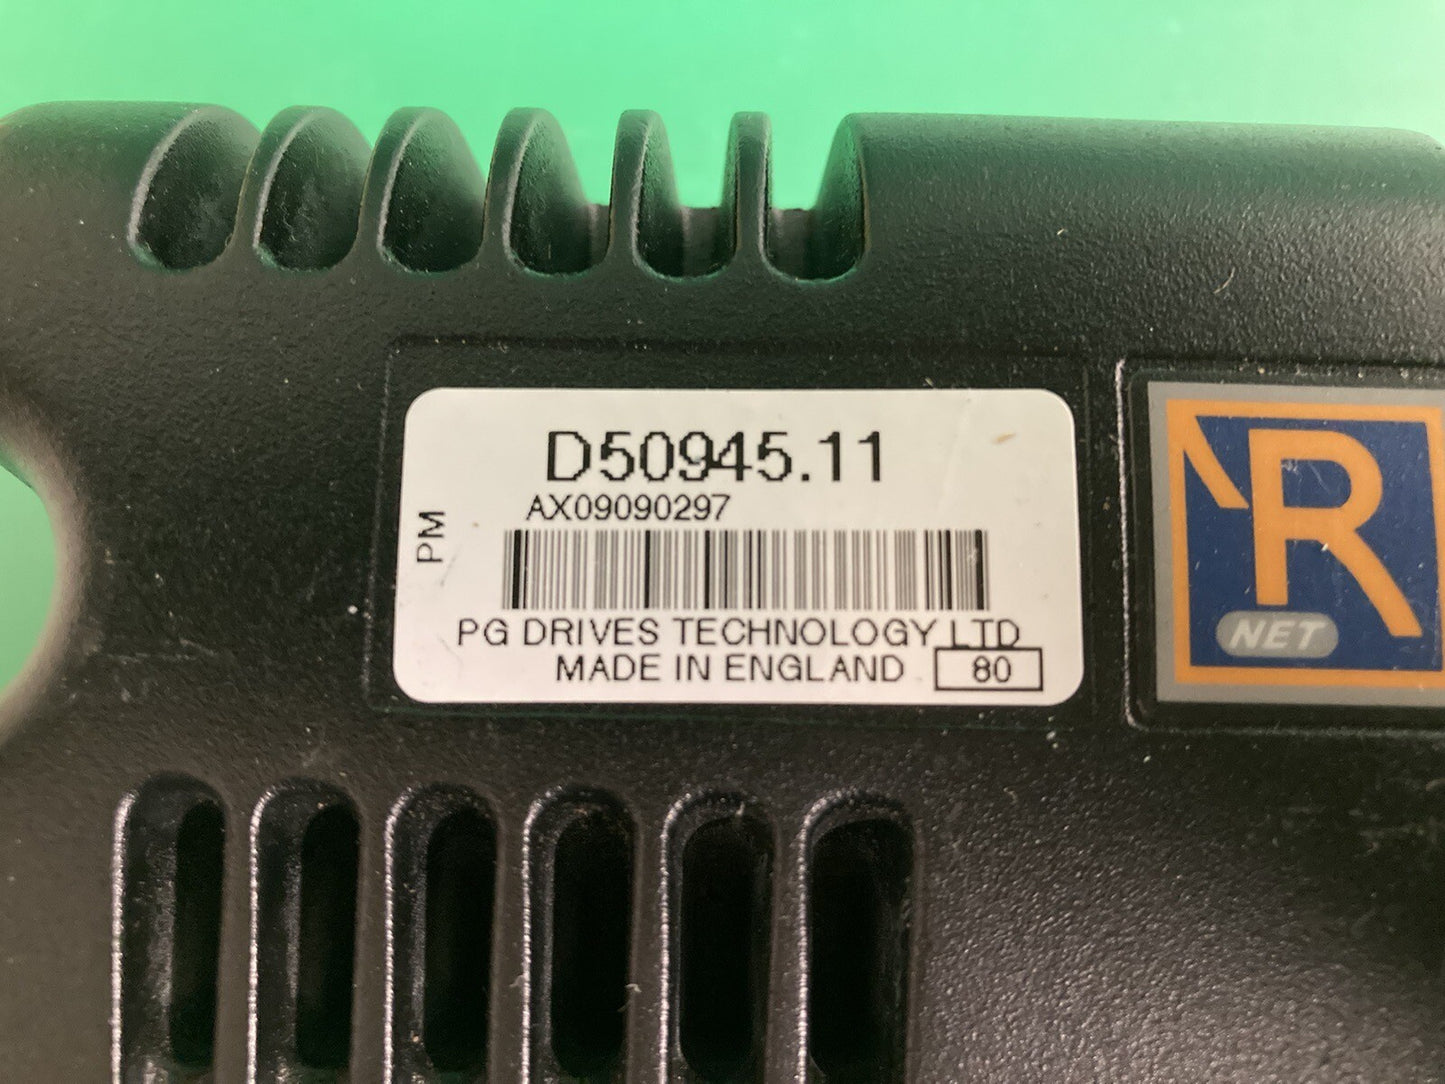 D50945.11
AX09090297
PM
PG DRIVES TECHNOLOGY LTD
MADE IN ENGLAND 80
R
NET